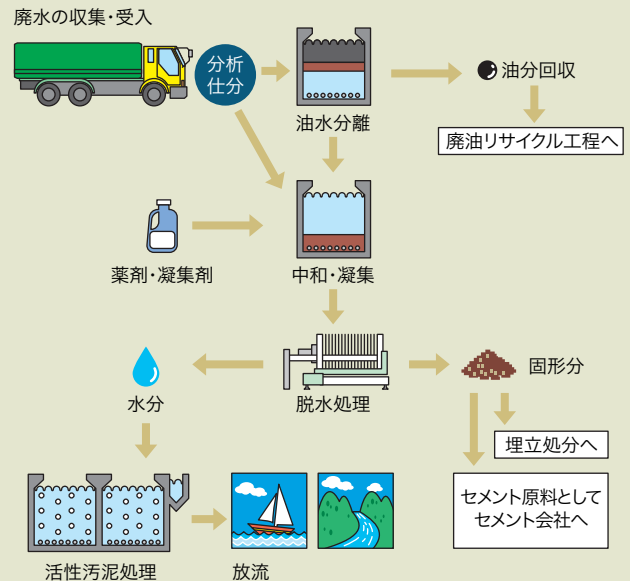 廃水の収集・受入
分析
仕分
油水分離
油分回収
廃油リサイクル工程へ
薬剤・凝集剤
中和・凝集
水分
脱水処理
固形分
埋立処分へ
セメント原料として
セメント会社へ
活性汚泥処理
放流